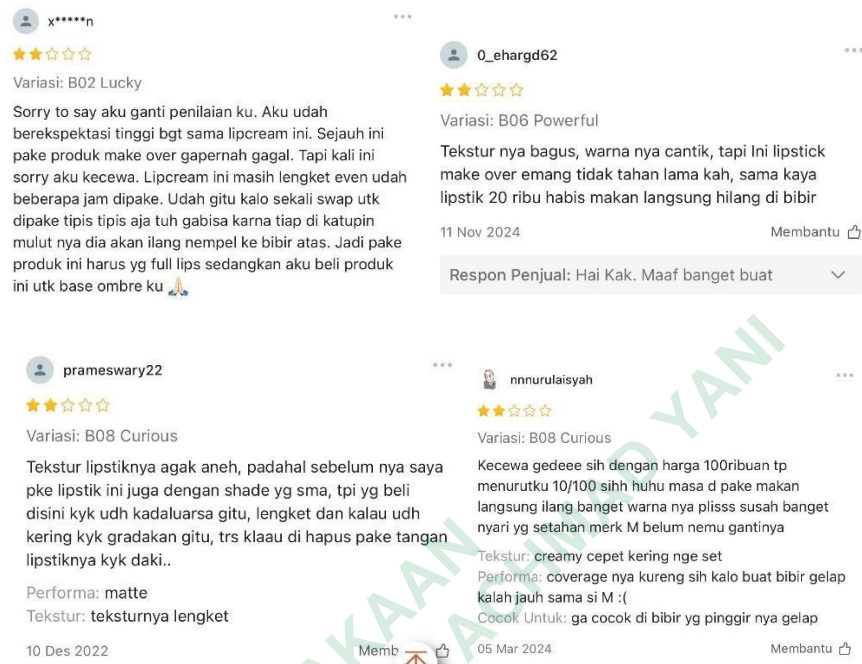 x*****n
Variasi: B02 Lucky
Sorry to say aku ganti penilaian ku. Aku udah
berekspektasi tinggi bgt sama lipcream ini. Sejauh ini
pake produk make over gapernah gagal. Tapi kali ini
sorry aku kecewa. Lipcream ini masih lengket even udah
beberapa jam dipake. Udah gitu kalo sekali swap utk
dipake tipis tipis aja tuh gabisa karna tiap di katupin
mulut nya dia akan ilang nempel ke bibir atas. Jadi pake
produk ini harus yg full lips sedangkan aku beli produk
ini utk base ombre ku 🙏🏻
0_ehargd62
Variasi: B06 Powerful
Tekstur nya bagus, warna nya cantik, tapi Ini lipstick
make over emang tidak tahan lama kah, sama kaya
lipstik 20 ribu habis makan langsung hilang di bibir
11 Nov 2024 Membantu
Respon Penjual: Hai Kak. Maaf banget buat
prameswary22
Variasi: B08 Curious
Tekstur lipstiknya agak aneh, padahal sebelum nya saya
pke lipstik ini juga dengan shade yg sma, tpi yg beli
disini kyk udh kadaluarsa gitu, lengket dan kalau udh
kering kyk gradakan gitu, trs klaau di hapus pake tangan
lipstiknya kyk daki..
Performa: matte
Tekstur: teksturnya lengket
10 Des 2022 Memb
nnnurulaisyah
Variasi: B08 Curious
Kecewa gedeee sih dengan harga 100ribuan tp
menurutku 10/100 sihh huhu masa d pake makan
langsung ilang banget warna nya plisss susah banget
nyari yg setahan merk M belum nemu gantinya
Tekstur: creamy cepet kering nge set
Performa: coverage nya kureng sih kalo buat bibir gelap
kalah jauh sama si M :(
Cocok Untuk: ga cocok di bibir yg pinggir nya gelap
05 Mar 2024 Membantu
AKAAN
ACHMAD YANI